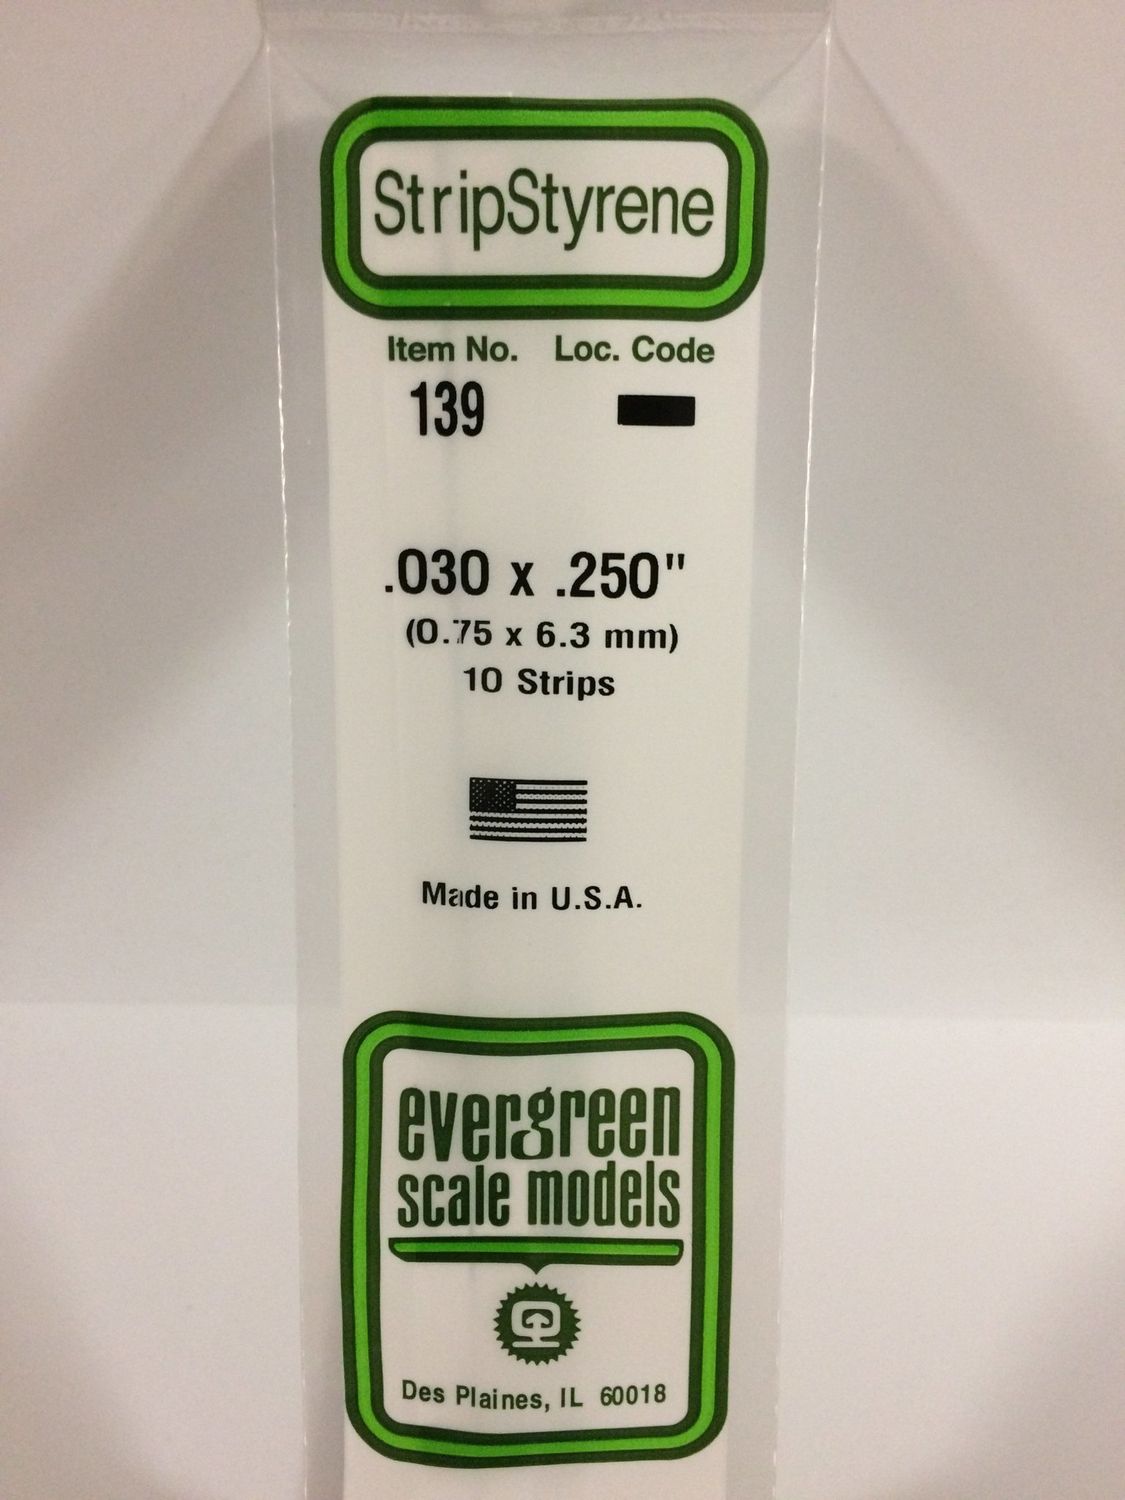 StripStyrene
Item No. Loc. Code
139
.030 x .250"
(0.75 x 6.3 mm)
10 Strips
Made in U.S.A.
evergreen
scale models
Des Plaines, IL 60018